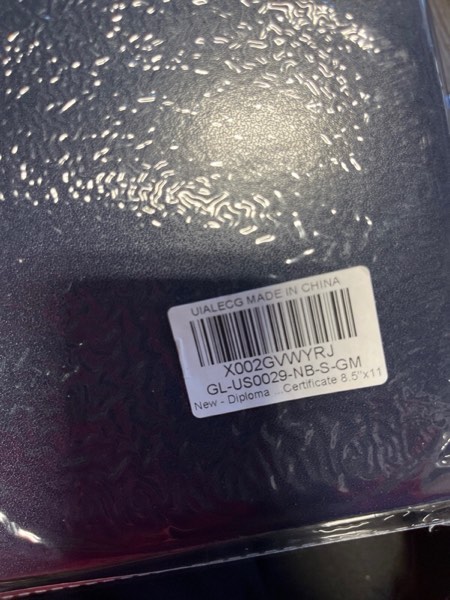 UIALECG MADE IN CHINA
X002GVWYRJ
GL-US0029-NB-S-GM
New - Diploma ...Certificate 8.5"x11